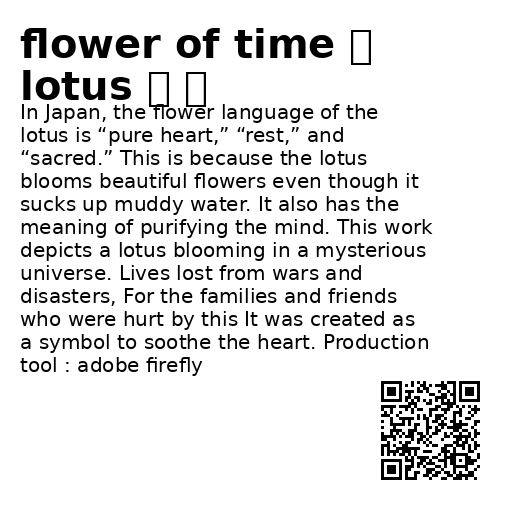 flower of time
lotus
In Japan, the flower language of the
lotus is “pure heart,” “rest,” and
“sacred.” This is because the lotus
blooms beautiful flowers even though it
sucks up muddy water. It also has the
meaning of purifying the mind. This work
depicts a lotus blooming in a mysterious
universe. Lives lost from wars and
disasters, For the families and friends
who were hurt by this It was created as
a symbol to soothe the heart. Production
tool : adobe firefly